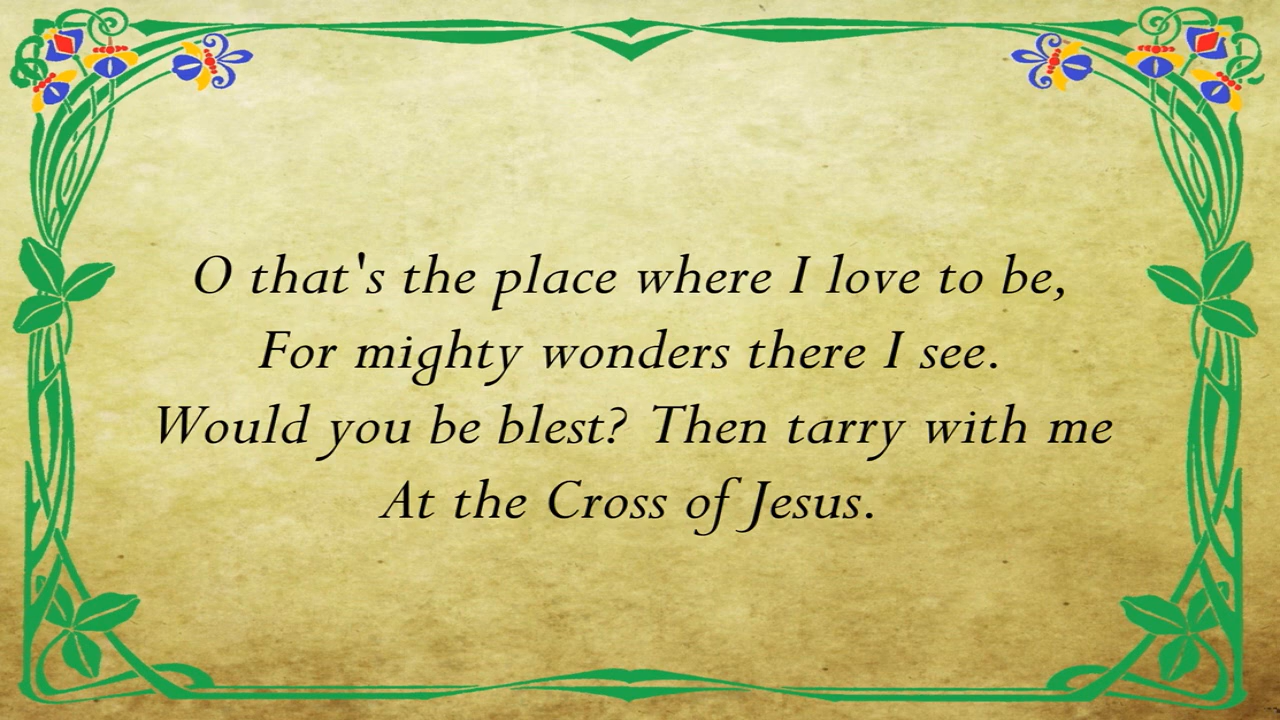 O that's the place where I love to be,
For mighty wonders there I see.
Would you be blest? Then tarry with me
At the Cross of Jesus.